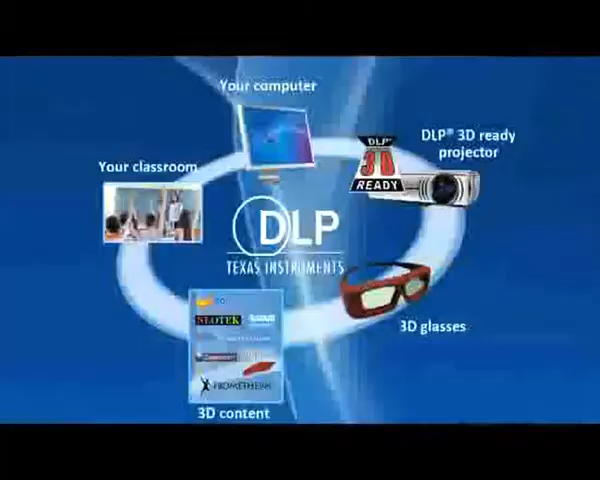 Your computer
DLP® 3D ready
projector
DLP
3D
READY
Your classroom
DLP
TEXAS INSTRUMENTS
3D glasses
NEOTEK
PROMETHEAN
3D content